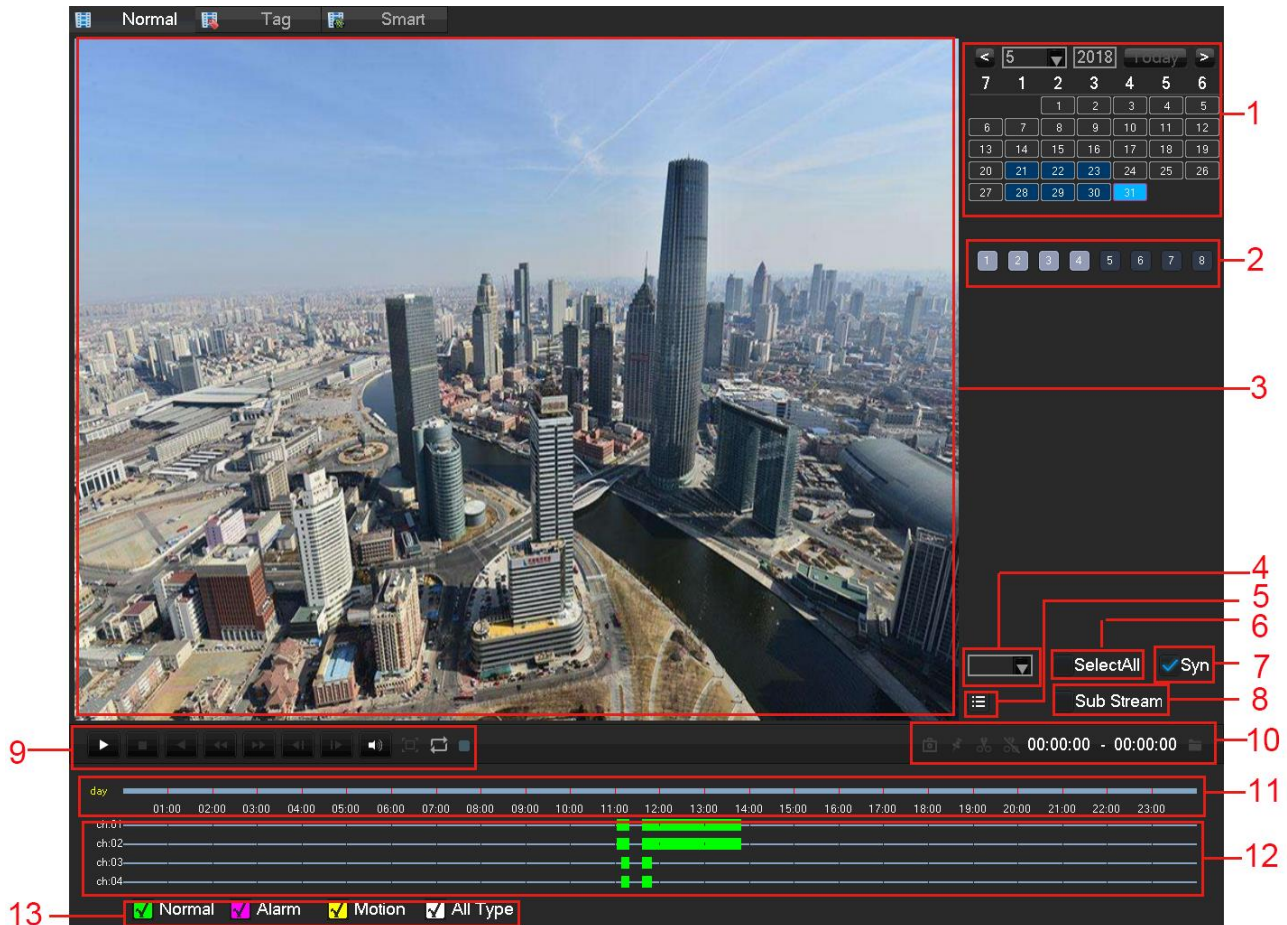 Normal Tag Smart
< 5 2018 Today >
7 1 2 3 4 5 6
1 2 3 4 5
6 7 8 9 10 11 12
13 14 15 16 17 18 19
20 21 22 23 24 25 26
27 28 29 30 31
1
1 2 3 4 5 6 7 8
2
3
4
5
6
SelectAll Syn
7
Sub Stream
8
9
00:00:00 - 00:00:00
10
day
01:00 02:00 03:00 04:00 05:00 06:00 07:00 08:00 09:00 10:00 11:00 12:00 13:00 14:00 15:00 16:00 17:00 18:00 19:00 20:00 21:00 22:00 23:00
11
ch:01
ch:02
ch:03
ch:04
12
13
Normal Alarm Motion All Type